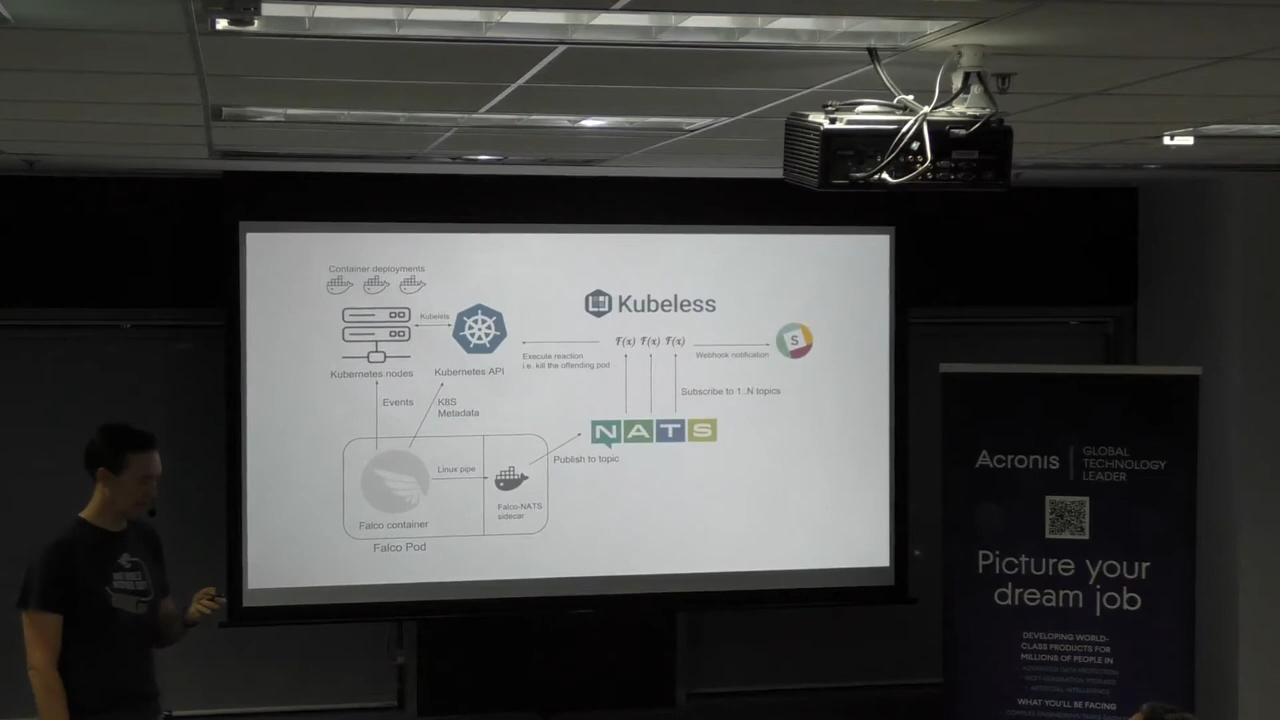 Container deployments
Kubelets
Kubernetes nodes
Kubernetes API
Kubeless
F(x) F(x) F(x)
Execute reaction
i.e. kill the offending pod
Webhook notification
S
Events
K8S
Metadata
Subscribe to 1..N topics
NATS
Publish to topic
Linux pipe
Falco-NATS
sidecar
Falco container
Falco Pod
Acronis
GLOBAL
TECHNOLOGY
LEADER
Picture your
dream job
DEVELOPING WORLD-
CLASS PRODUCTS FOR
MILLIONS OF PEOPLE IN
WHAT YOU'LL BE FACING